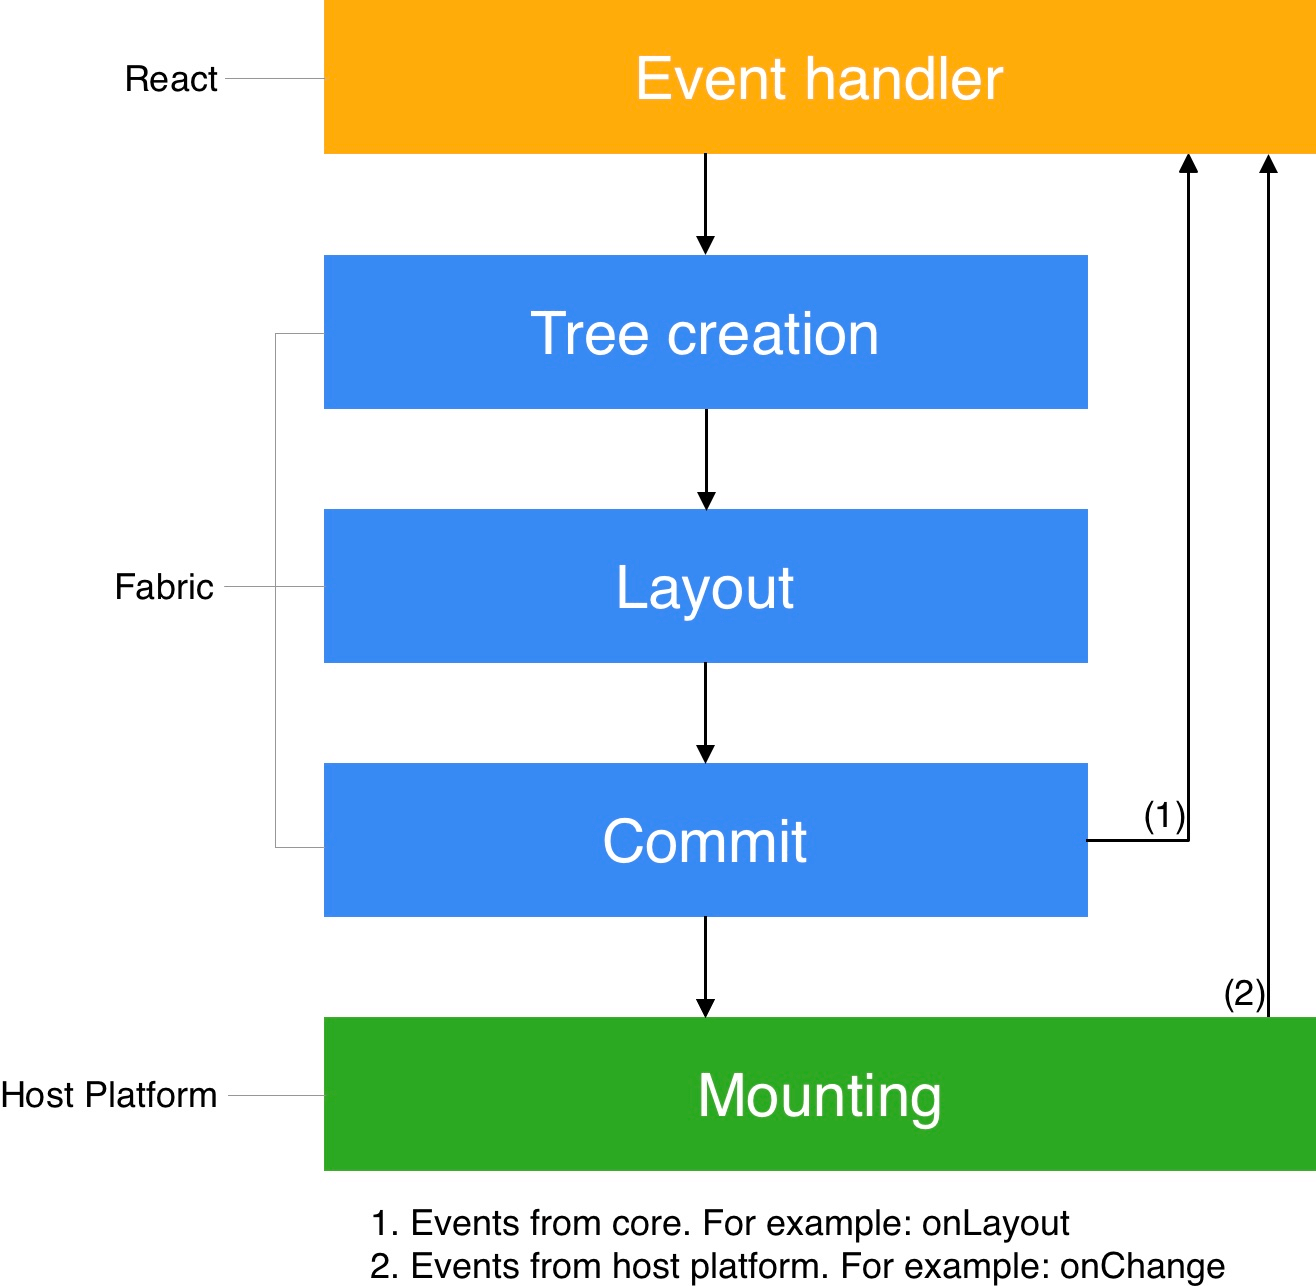 React
Event handler
Tree creation
Fabric
Layout
Commit
(1)
(2)
Host Platform
Mounting
1. Events from core. For example: onLayout
2. Events from host platform. For example: onChange